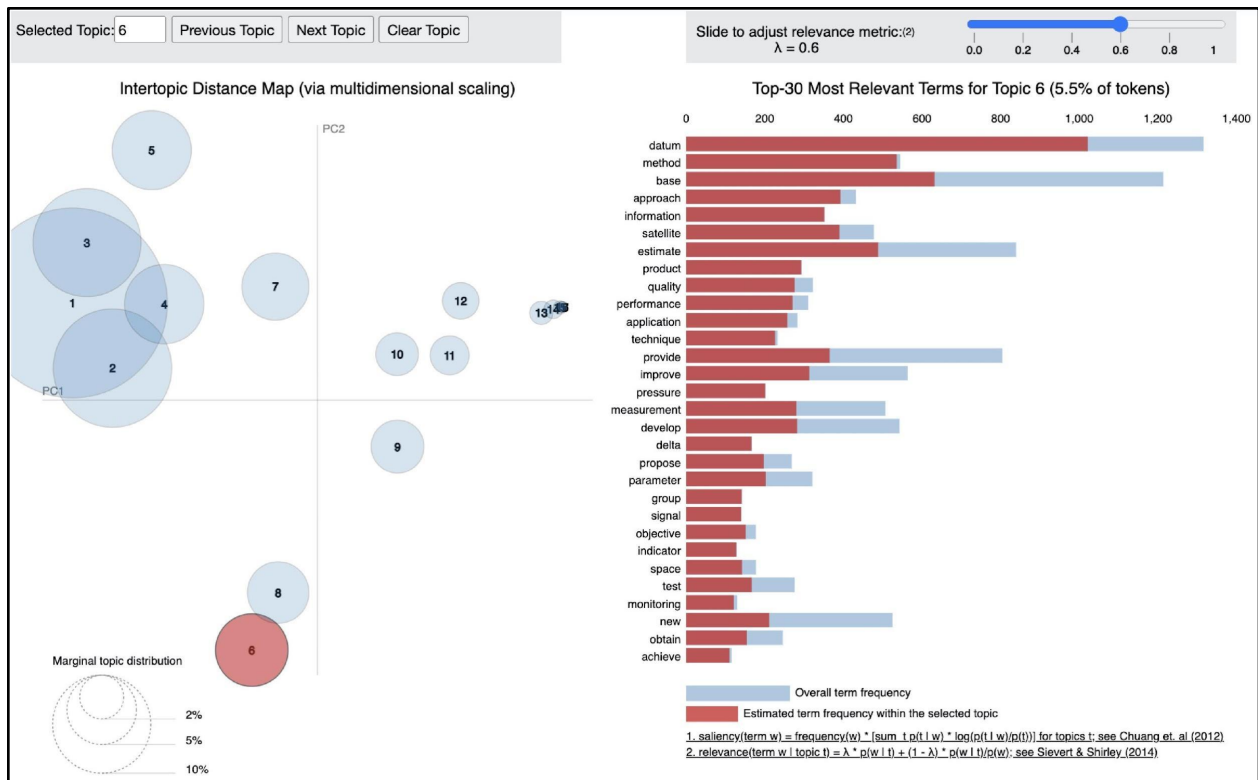 Selected Topic: 6 Previous Topic Next Topic Clear Topic
Slide to adjust relevance metric:(2)
λ = 0.6
0.0 0.2 0.4 0.6 0.8 1
Intertopic Distance Map (via multidimensional scaling)
PC2
PC1
5
3
1
4
2
7
12
13
14
10
11
9
8
6
Marginal topic distribution
2%
5%
10%
Top-30 Most Relevant Terms for Topic 6 (5.5% of tokens)
0 200 400 600 800 1,000 1,200 1,400
datum
method
base
approach
information
satellite
estimate
product
quality
performance
application
technique
provide
improve
pressure
measurement
develop
delta
propose
parameter
group
signal
objective
indicator
space
test
monitoring
new
obtain
achieve
Overall term frequency
Estimated term frequency within the selected topic
1. saliency(term w) = frequency(w) * [sum_t p(t | w) * log(p(t | w)/p(t))] for topics t; see Chuang et. al (2012)
2. relevance(term w | topic t) = λ * p(w | t) + (1 - λ) * p(w | t)/p(w); see Sievert & Shirley (2014)